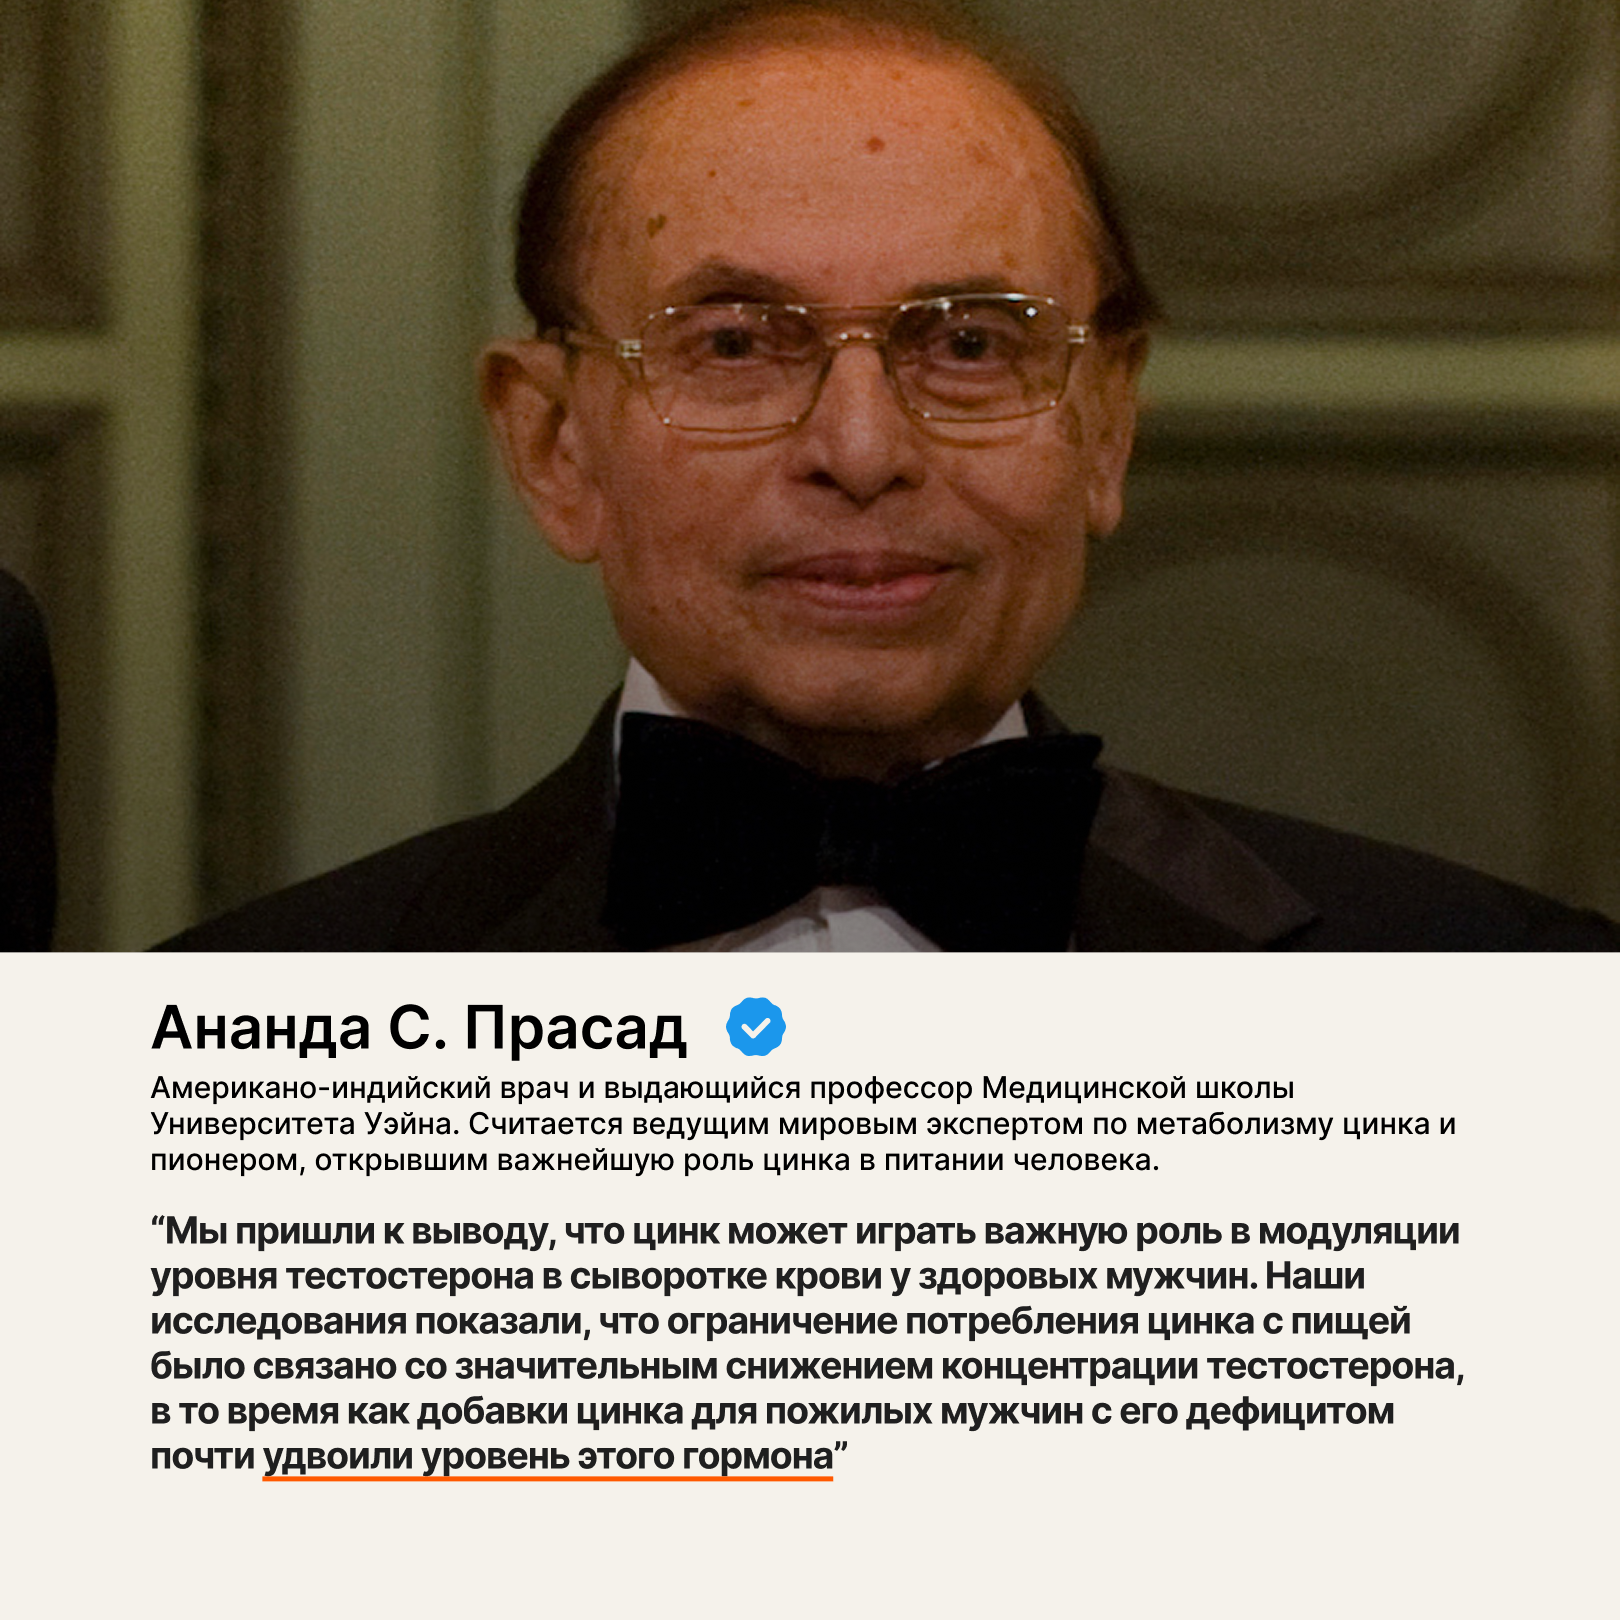 Ананда С. Прасад
Американо-индийский врач и выдающийся профессор Медицинской школы
Университета Уэйна. Считается ведущим мировым экспертом по метаболизму цинка и
пионером, открывшим важнейшую роль цинка в питании человека.
“Мы пришли к выводу, что цинк может играть важную роль в модуляции
уровня тестостерона в сыворотке крови у здоровых мужчин. Наши
исследования показали, что ограничение потребления цинка с пищей
было связано со значительным снижением концентрации тестостерона,
в то время как добавки цинка для пожилых мужчин с его дефицитом
почти удвоили уровень этого гормона”